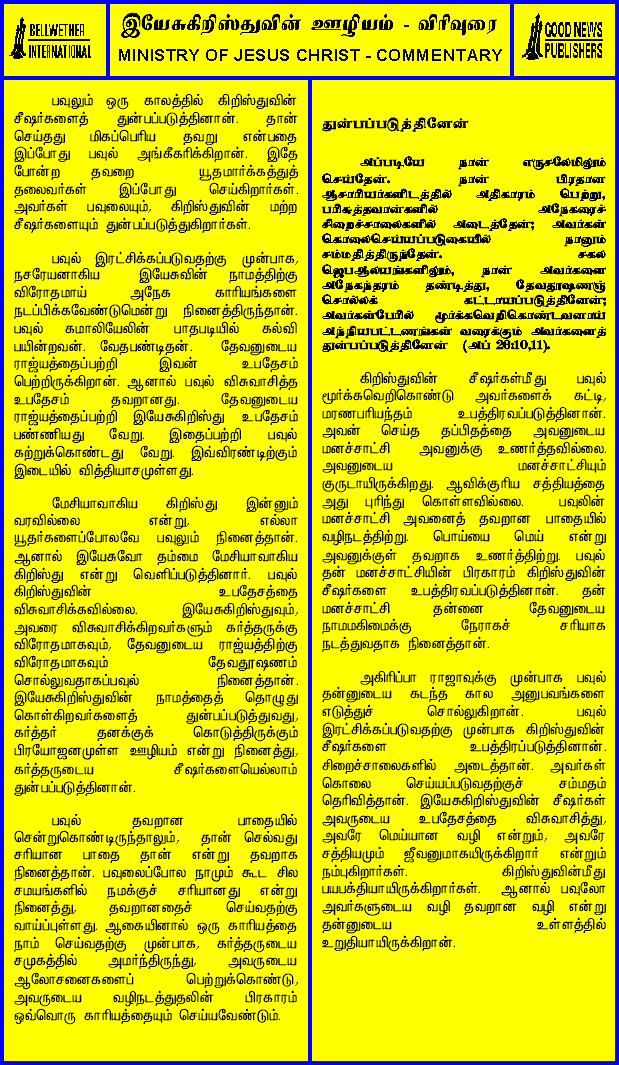 BELLWETHER
INTERNATIONAL
இயேசுகிறிஸ்துவின் ஊழியம் - விரிவுரை
MINISTRY OF JESUS CHRIST - COMMENTARY
GOOD NEWS
PUBLISHERS
பவுலும் ஒரு காலத்தில் கிறிஸ்துவின்
சீஷர்களைத் துன்பப்படுத்தினான். தான்
செய்தது மிகப்பெரிய தவறு என்பதை
இப்போது பவுல் அங்கீகரிக்கிறான். இதே
போன்ற தவறை யூதமார்க்கத்துத்
தலைவர்கள் இப்போது செய்கிறார்கள்.
அவர்கள் பவுலையும், கிறிஸ்துவின் மற்ற
சீஷர்களையும் துன்பப்படுத்துகிறார்கள்.
பவுல் இரட்சிக்கப்படுவதற்கு முன்பாக,
நசரேயனாகிய இயேசுவின் நாமத்திற்கு
விரோதமாய் அநேக காரியங்களை
நடப்பிக்கவேண்டுமென்று நினைத்திருந்தான்.
பவுல் கமாலியேலின் பாதபடியில் கல்வி
பயின்றவன். வேதபண்டிதன். தேவனுடைய
ராஜ்யத்தைப்பற்றி இவன் உபதேசம்
பெற்றிருக்கிறான். ஆனால் பவுல் விசுவாசித்த
உபதேசம் தவறானது. தேவனுடைய
ராஜ்யத்தைப்பற்றி இயேசுகிறிஸ்து உபதேசம்
பண்ணியது வேறு. இதைப்பற்றி பவுல்
கற்றுக்கொண்டது வேறு. இவ்விரண்டிற்கும்
இடையில் வித்தியாசமுள்ளது.
மேசியாவாகிய கிறிஸ்து இன்னும்
வரவில்லை என்று, எல்லா
யூதர்களைப்போலவே பவுலும் நினைத்தான்.
ஆனால் இயேசுவோ தம்மை மேசியாவாகிய
கிறிஸ்து என்று வெளிப்படுத்தினார். பவுல்
கிறிஸ்துவின் உபதேசத்தை
விசுவாசிக்கவில்லை. இயேசுகிறிஸ்துவும்,
அவரை விசுவாசிக்கிறவர்களும் கர்த்தருக்கு
விரோதமாகவும், தேவனுடைய ராஜ்யத்திற்கு
விரோதமாகவும் தேவதூஷணம்
சொல்லுவதாகப்பவுல் நினைத்தான்.
இயேசுகிறிஸ்துவின் நாமத்தைத் தொழுது
கொள்கிறவர்களைத் துன்பப்படுத்துவது,
கர்த்தர் தனக்குக் கொடுத்திருக்கும்
பிரயோஜனமுள்ள ஊழியம் என்று நினைத்து,
கர்த்தருடைய சீஷர்களையெல்லாம்
துன்பப்படுத்தினான்.
பவுல் தவறான பாதையில்
சென்றுகொண்டிருந்தாலும், தான் செல்வது
சரியான பாதை தான் என்று தவறாக
நினைத்தான். பவுலைப்போல நாமும் கூட சில
சமயங்களில் நமக்குச் சரியானது என்று
நினைத்து, தவறானதைச் செய்வதற்கு
வாய்ப்புள்ளது. ஆகையினால் ஒரு காரியத்தை
நாம் செய்வதற்கு முன்பாக, கர்த்தருடைய
சமுகத்தில் அமர்ந்திருந்து, அவருடைய
ஆலோசனைகளைப் பெற்றுக்கொண்டு,
அவருடைய வழிநடத்துதலின் பிரகாரம்
ஒவ்வொரு காரியத்தையும் செய்யவேண்டும்.
துன்பப்படுத்தினேன்
அப்படியே நான் எருசலேமிலும்
செய்தேன். நான் பிரதான
ஆசாரியர்களிடத்தில் அதிகாரம் பெற்று,
பரிசுத்தவான்களில் அநேகரைச்
சிறைச்சாலைகளில் அடைத்தேன்; அவர்கள்
கொலைசெய்யப்படுகையில் நானும்
சம்மதித்திருந்தேன். சகல
ஜெபஆலயங்களிலும், நான் அவர்களை
அநேகந்தரம் தண்டித்து, தேவதூஷணஞ்
சொல்லக் கட்டாயப்படுத்தினேன்;
அவர்கள்பேரில் மூர்க்கவெறிகொண்டவனாய்
அந்நியபட்டணங்கள் வரைக்கும் அவர்களைத்
துன்பப்படுத்தினேன் (அப் 26:10,11).
கிறிஸ்துவின் சீஷர்கள்மீது பவுல்
மூர்க்கவெறிகொண்டு அவர்களைக் கட்டி,
மரணபரியந்தம் உபத்திரவப்படுத்தினான்.
அவன் செய்த தப்பிதத்தை அவனுடைய
மனச்சாட்சி அவனுக்கு உணர்த்தவில்லை.
அவனுடைய மனச்சாட்சியும்
குருடாயிருக்கிறது. ஆவிக்குரிய சத்தியத்தை
அது புரிந்து கொள்ளவில்லை. பவுலின்
மனச்சாட்சி அவனைத் தவறான பாதையில்
வழிநடத்திற்று. பொய்யை மெய் என்று
அவனுக்குள் தவறாக உணர்த்திற்று. பவுல்
தன் மனச்சாட்சியின் பிரகாரம் கிறிஸ்துவின்
சீஷர்களை உபத்திரவப்படுத்தினான். தன்
மனச்சாட்சி தன்னை தேவனுடைய
நாமமகிமைக்கு நேராகச் சரியாக
நடத்துவதாக நினைத்தான்.
அகிரிப்பா ராஜாவுக்கு முன்பாக பவுல்
தன்னுடைய கடந்த கால அனுபவங்களை
எடுத்துச் சொல்லுகிறான். பவுல்
இரட்சிக்கப்படுவதற்கு முன்பாக கிறிஸ்துவின்
சீஷர்களை உபத்திரப்படுத்தினான்.
சிறைச்சாலைகளில் அடைத்தான். அவர்கள்
கொலை செய்யப்படுவதற்குச் சம்மதம்
தெரிவித்தான். இயேசுகிறிஸ்துவின் சீஷர்கள்
அவருடைய உபதேசத்தை விசுவாசித்து,
அவரே மெய்யான வழி என்றும், அவரே
சத்தியமும் ஜீவனுமாகயிருக்கிறார் என்றும்
நம்புகிறார்கள். கிறிஸ்துவின்மீது
பயபக்தியாயிருக்கிறார்கள். ஆனால் பவுலோ
அவர்களுடைய வழி தவறான வழி என்று
தன்னுடைய உள்ளத்தில்
உறுதியாயிருக்கிறான்.